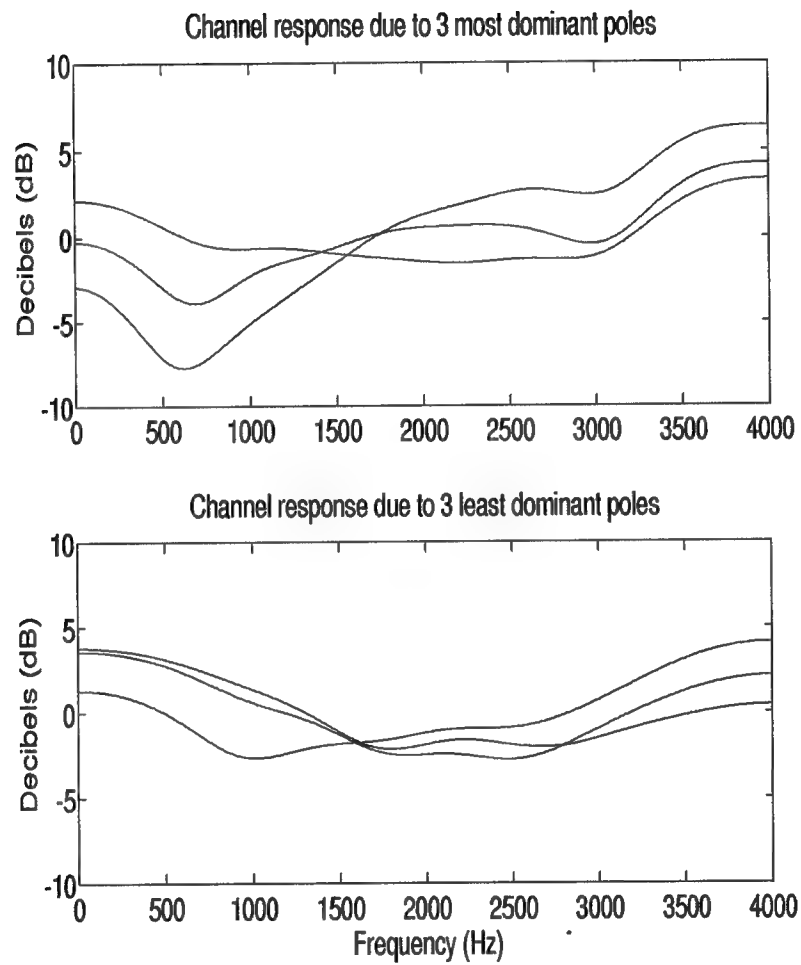 Channel response due to 3 most dominant poles
10
5
0
-5
-10
Decibels (dB)
0 500 1000 1500 2000 2500 3000 3500 4000
Channel response due to 3 least dominant poles
10
5
0
-5
-10
Decibels (dB)
0 500 1000 1500 2000 2500 3000 3500 4000
Frequency (Hz)